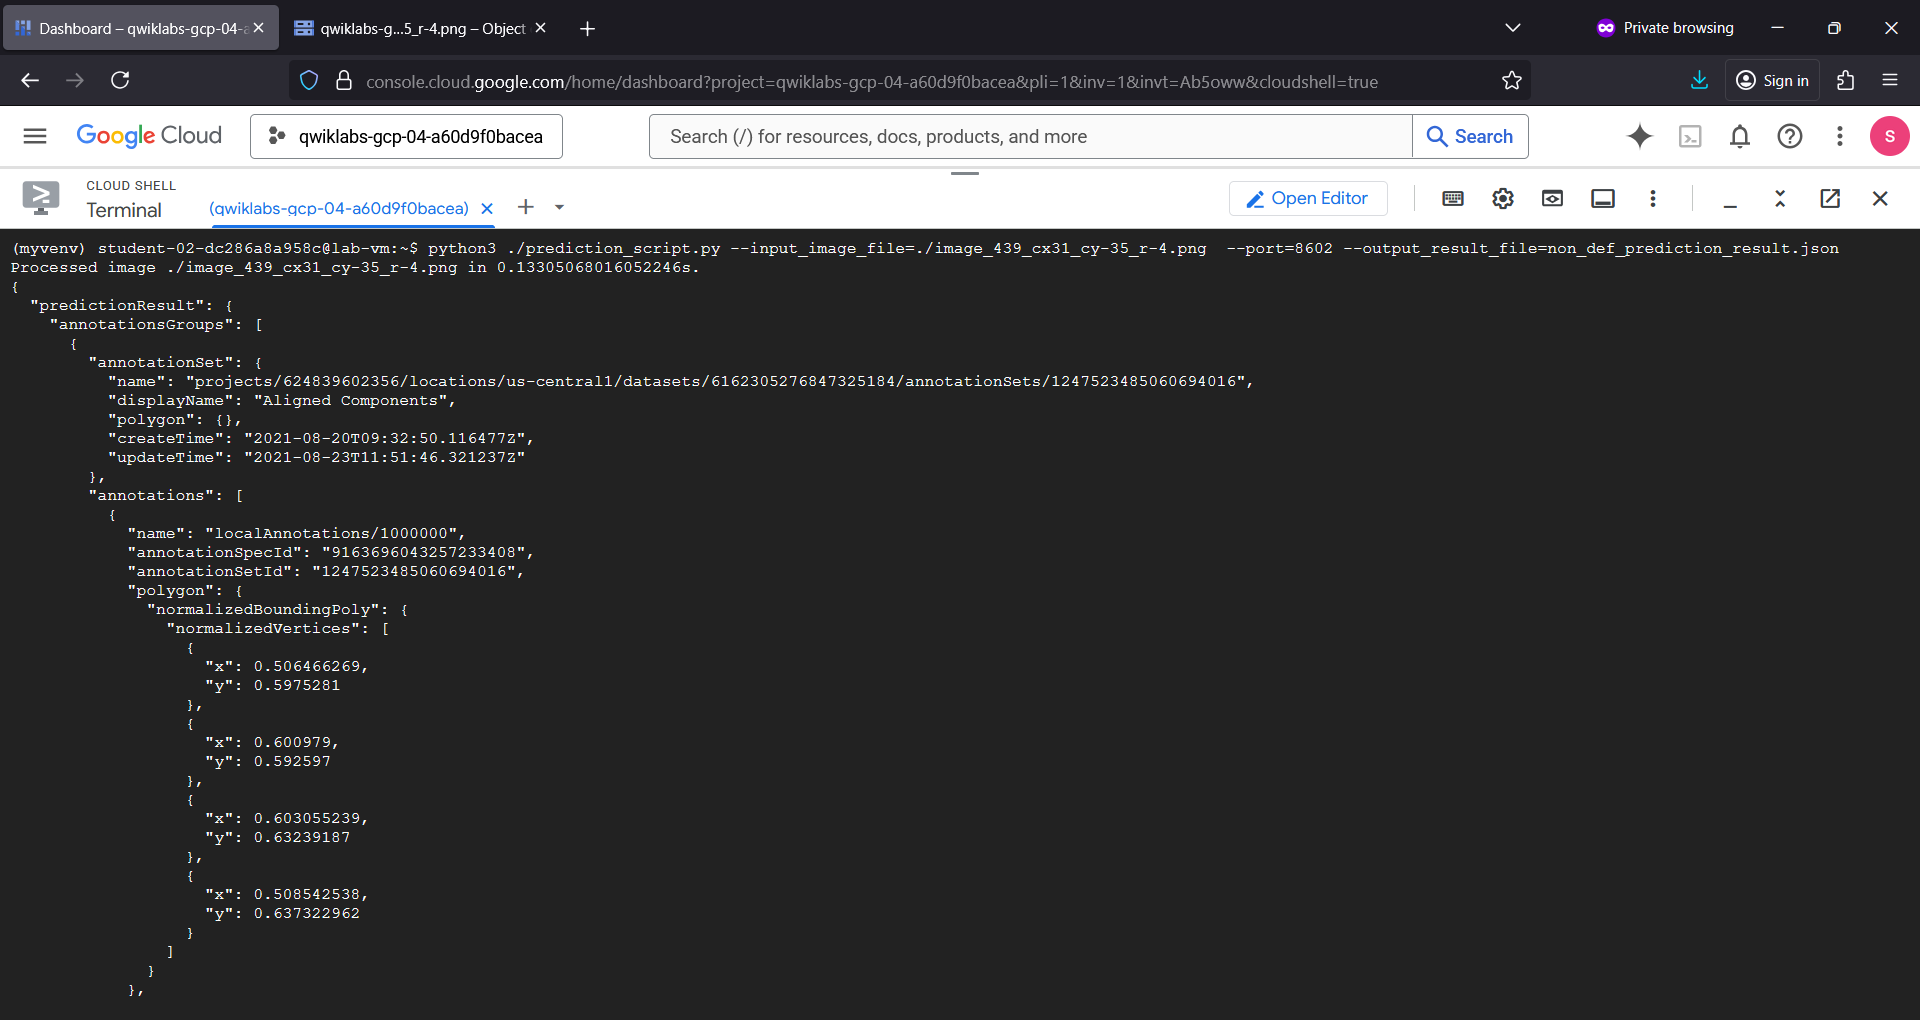 Dashboard – qwiklabs-gcp-04-a
qwiklabs-g...5_r-4.png – Object
Private browsing
console.cloud.google.com/home/dashboard?project=qwiklabs-gcp-04-a60d9f0bacea&pli=1&inv=1&invt=Ab5oww&cloudshell=true
Sign in
Google Cloud
qwiklabs-gcp-04-a60d9f0bacea
Search (/) for resources, docs, products, and more
Search
S
CLOUD SHELL
Terminal
(qwiklabs-gcp-04-a60d9f0bacea)
Open Editor
(myvenv) student-02-dc286a8a958c@lab-vm:~$ python3 ./prediction_script.py --input_image_file=./image_439_cx31_cy-35_r-4.png  --port=8602 --output_result_file=non_def_prediction_result.json
Processed image ./image_439_cx31_cy-35_r-4.png in 0.13305068016052246s.
{
  "predictionResult": {
    "annotationsGroups": [
      {
        "annotationSet": {
          "name": "projects/624839602356/locations/us-central1/datasets/6162305276847325184/annotationSets/1247523485060694016",
          "displayName": "Aligned Components",
          "polygon": {},
          "createTime": "2021-08-20T09:32:50.116477Z",
          "updateTime": "2021-08-23T11:51:46.321237Z"
        },
        "annotations": [
          {
            "name": "localAnnotations/1000000",
            "annotationSpecId": "9163696043257233408",
            "annotationSetId": "1247523485060694016",
            "polygon": {
              "normalizedBoundingPoly": {
                "normalizedVertices": [
                  {
                    "x": 0.506466269,
                    "y": 0.5975281
                  },
                  {
                    "x": 0.600979,
                    "y": 0.592597
                  },
                  {
                    "x": 0.603055239,
                    "y": 0.63239187
                  },
                  {
                    "x": 0.508542538,
                    "y": 0.637322962
                  }
                ]
              }
            },